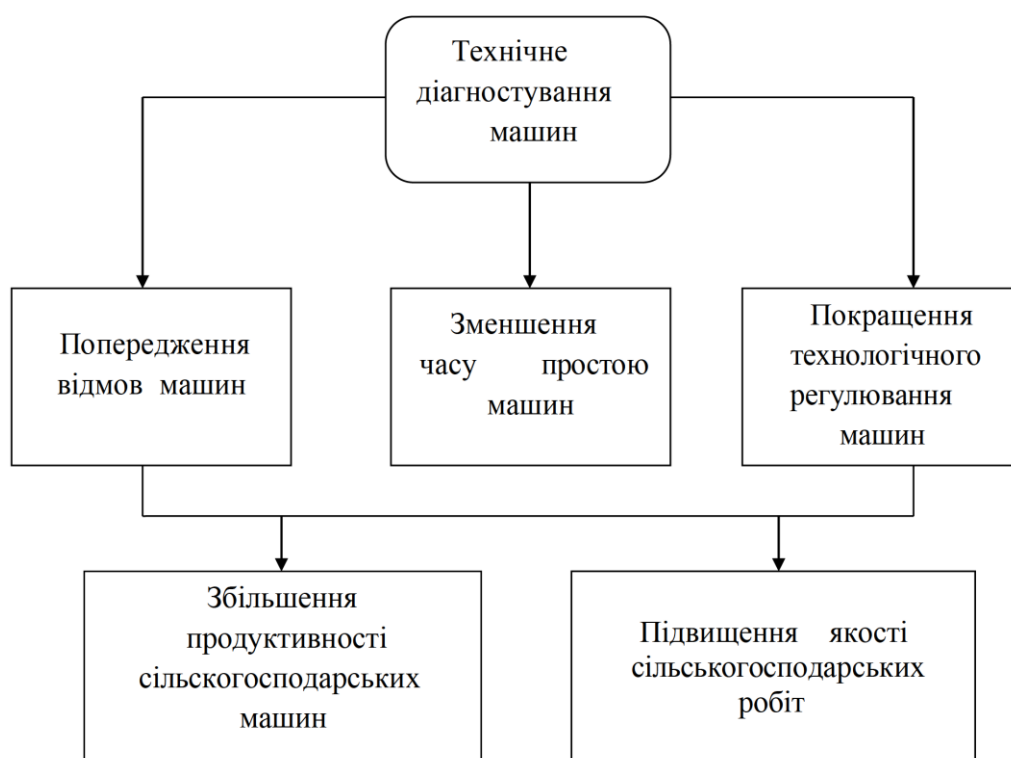 Технічне
діагностування
машин
Попередження
відмов машин
Зменшення
часу простою
машин
Покращення
технологічного
регулювання
машин
Збільшення
продуктивності
сільскогосподарських
машин
Підвищення якості
сільськогосподарських
робіт